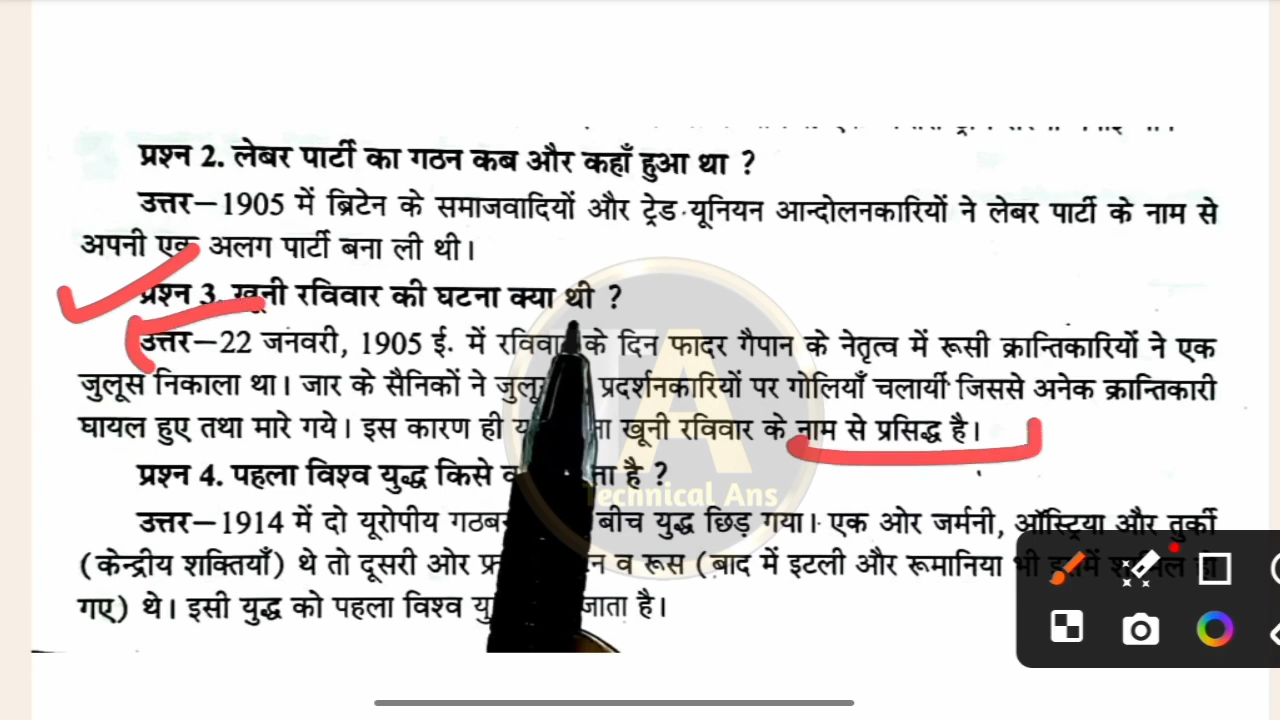 प्रश्न 2. लेबर पार्टी का गठन कब और कहाँ हुआ था ?
उत्तर—1905 में ब्रिटेन के समाजवादियों और ट्रेड यूनियन आन्दोलनकारियों ने लेबर पार्टी के नाम से
अपनी एक अलग पार्टी बना ली थी।
प्रश्न 3. खूनी रविवार की घटना क्या थी ?
उत्तर—22 जनवरी, 1905 ई. में रविवार के दिन फादर गैपान के नेतृत्व में रूसी क्रान्तिकारियों ने एक
जुलूस निकाला था। जार के सैनिकों ने प्रदर्शनकारियों पर गोलियाँ चलायीं जिससे अनेक क्रान्तिकारी
घायल हुए तथा मारे गये। इस कारण ही खूनी रविवार के नाम से प्रसिद्ध है।
प्रश्न 4. पहला विश्व युद्ध किसे है ?
Technical Ans
उत्तर—1914 में दो यूरोपीय बीच युद्ध छिड़ गया। एक ओर जर्मनी, ऑस्ट्रिया और तुर्की
(केन्द्रीय शक्तियाँ) थे तो दूसरी ओर व रूस (बाद में इटली और रूमानिया
गए) थे। इसी युद्ध को पहला विश्व जाता है।